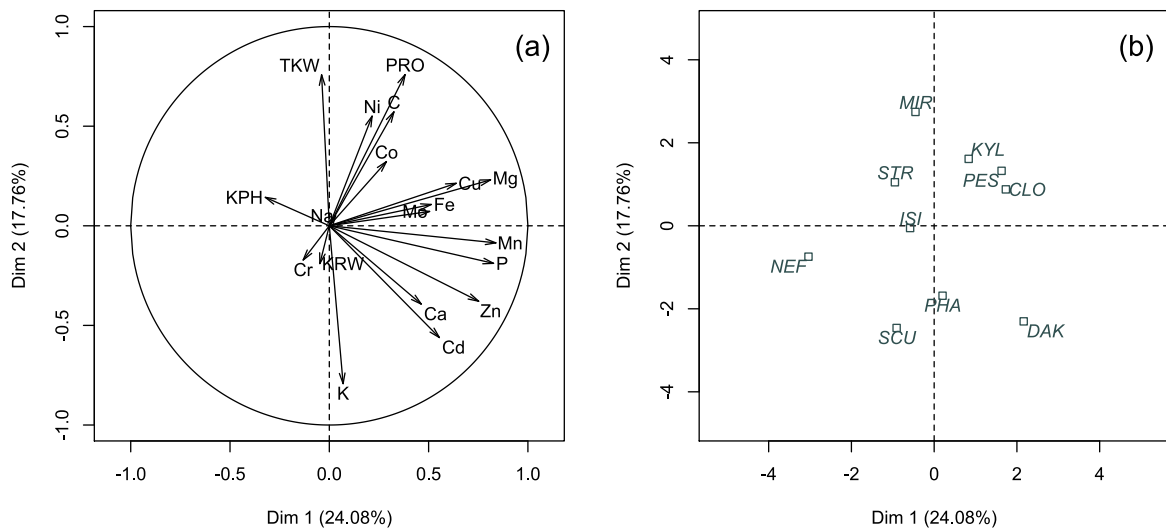 (a)
TKW
PRO
Ni
C
Co
Cu
Mg
KPH
Na
Fe
Mo
Mn
Cr
KRW
P
Ca
Zn
Cd
K
1.0
0.5
0.0
-0.5
-1.0
Dim 2 (17.76%)
-1.0
-0.5
0.0
0.5
1.0
Dim 1 (24.08%)
(b)
MIR
KYL
STR
PES
CLO
ISI
NEF
PHA
SCU
DAK
4
2
0
-2
-4
Dim 2 (17.76%)
-4
-2
0
2
4
Dim 1 (24.08%)